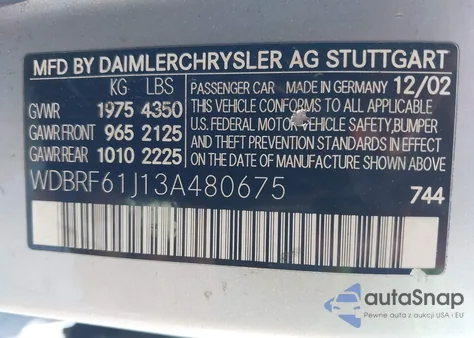 MFD BY DAIMLERCHRYSLER AG STUTTGART
KG LBS PASSENGER CAR MADE IN GERMANY 12/02
GVWR 1975 4350 THIS VEHICLE CONFORMS TO ALL APPLICABLE
GAWR FRONT 965 2125 U.S. FEDERAL MOTOR VEHICLE SAFETY, BUMPER
GAWR REAR 1010 2225 AND THEFT PREVENTION STANDARDS IN EFFECT
ON THE DATE OF MANUFACTURE SHOWN ABOVE.
WDBRF61J13A480675 744
autaSnap
Pewne auta z aukcji USA i EU